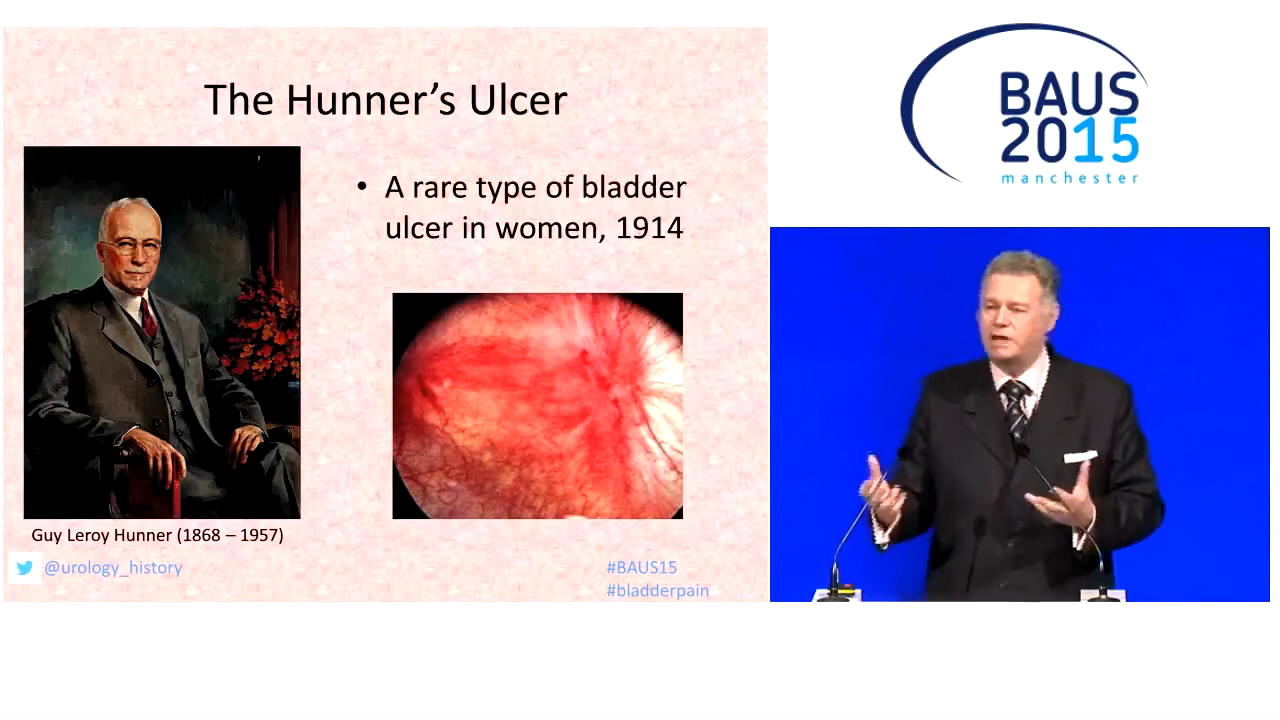 The Hunner’s Ulcer
• A rare type of bladder
ulcer in women, 1914
Guy Leroy Hunner (1868 – 1957)
@urology_history
#BAUS15
#bladderpain
BAUS
2015
manchester